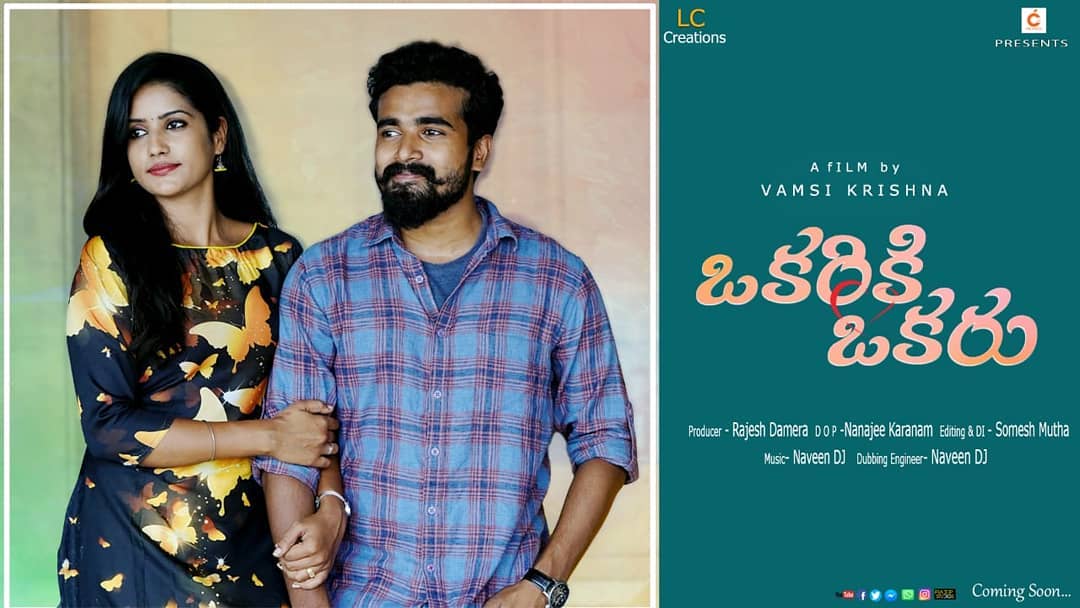 LC
Creations
PRESENTS
A fILM by
VAMSI KRISHNA
ఒకరికి
ఒకరు
Producer - Rajesh Damera D O P -Nanajee Karanam Editing & DI - Somesh Mutha
Music- Naveen DJ Dubbing Engineer- Naveen DJ
Coming Soon...